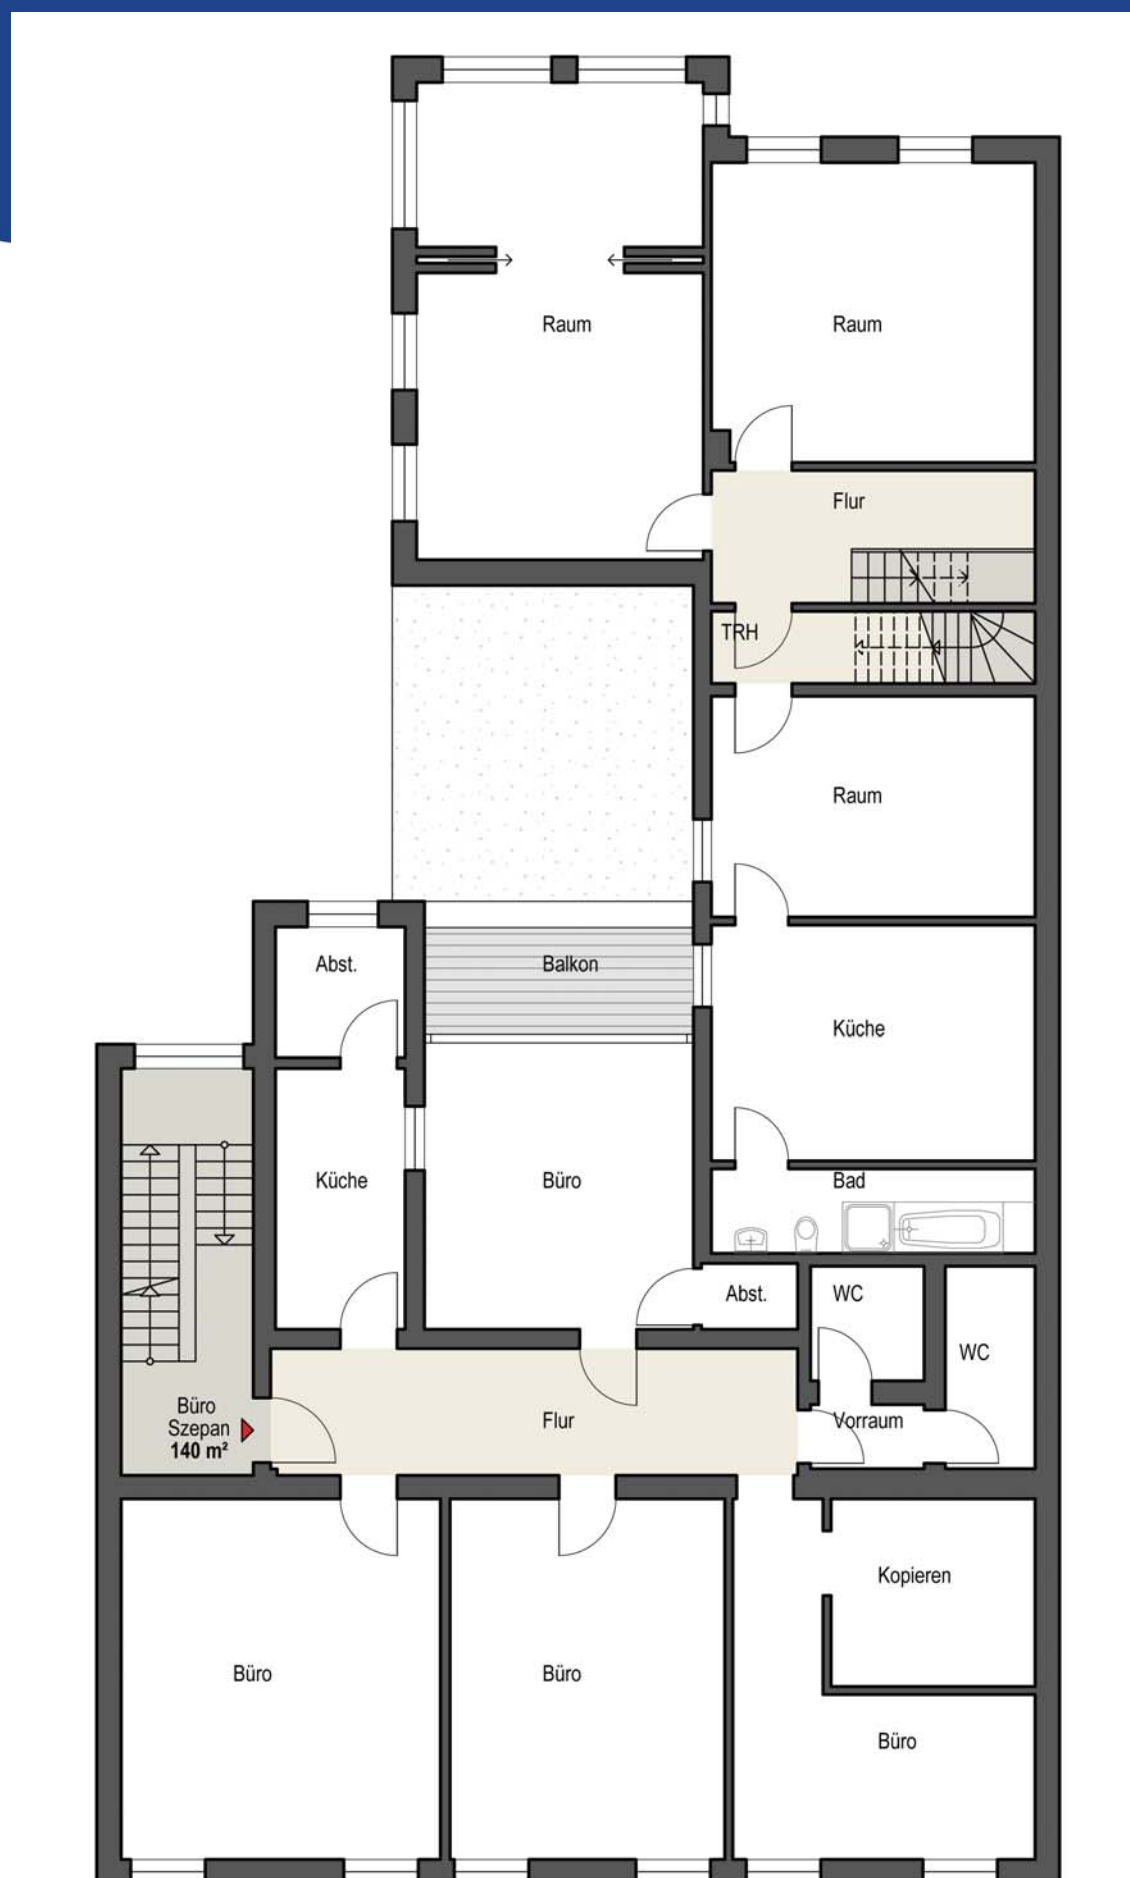 Raum
Raum
Flur
TRH
Raum
Abst.
Balkon
Küche
Küche
Büro
Bad
Abst.
WC
WC
Büro
Szepan
140 m²
Flur
Vorraum
Kopieren
Büro
Büro
Büro